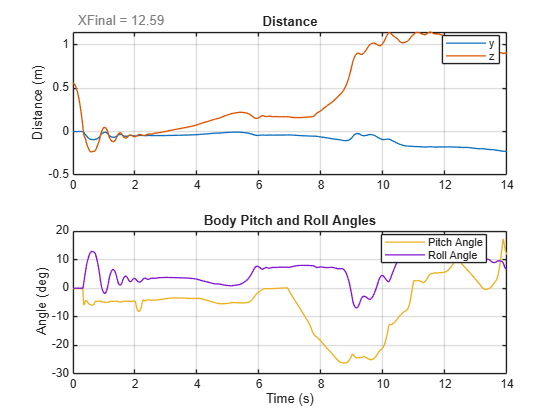 XFinal = 12.59
Distance
Distance (m)
1
0.5
0
-0.5
y
z
0 2 4 6 8 10 12 14
Body Pitch and Roll Angles
Angle (deg)
20
10
0
-10
-20
-30
Pitch Angle
Roll Angle
0 2 4 6 8 10 12 14
Time (s)